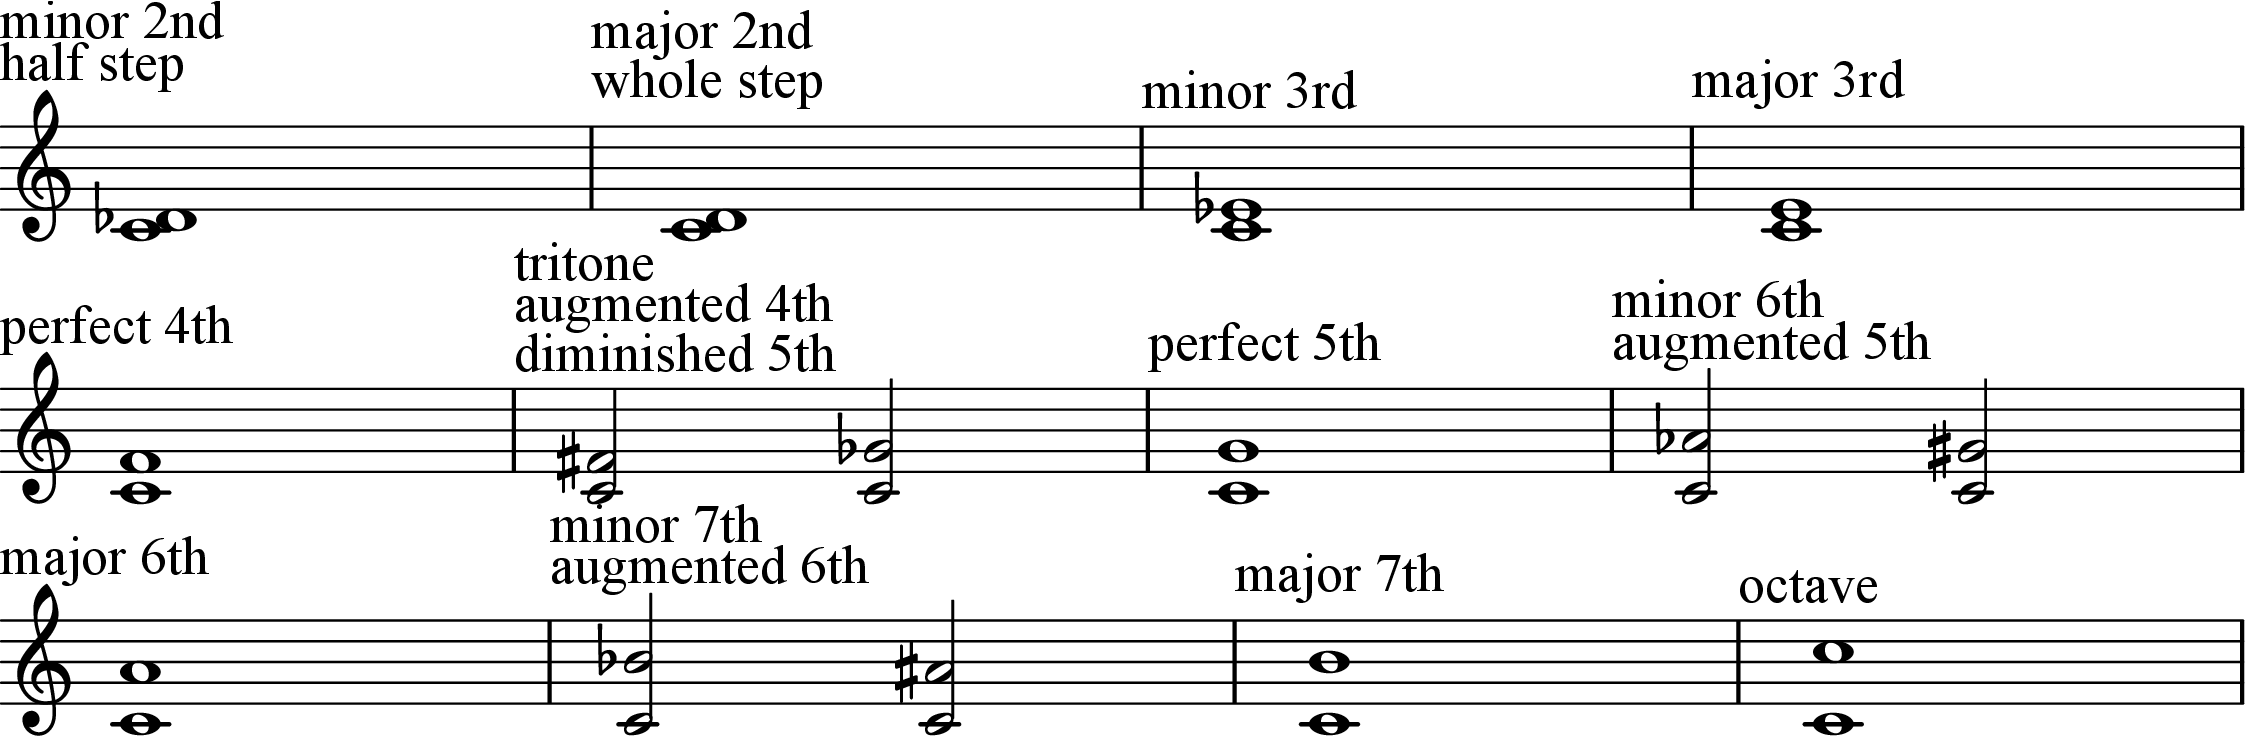 minor 2nd
half step
major 2nd
whole step
minor 3rd
major 3rd
perfect 4th
tritone
augmented 4th
diminished 5th
perfect 5th
minor 6th
augmented 5th
major 6th
minor 7th
augmented 6th
major 7th
octave